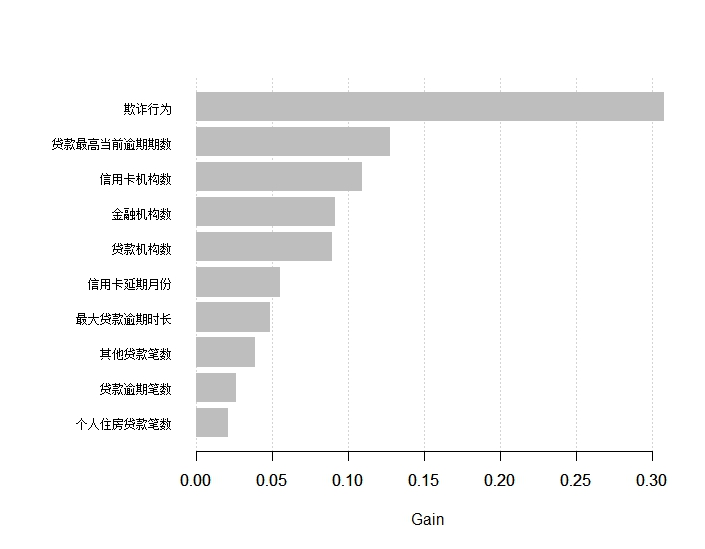 欺诈行为
贷款最高当前逾期期数
信用卡机构数
金融机构数
贷款机构数
信用卡延期月份
最大贷款逾期时长
其他贷款笔数
贷款逾期笔数
个人住房贷款笔数
0.00 0.05 0.10 0.15 0.20 0.25 0.30
Gain